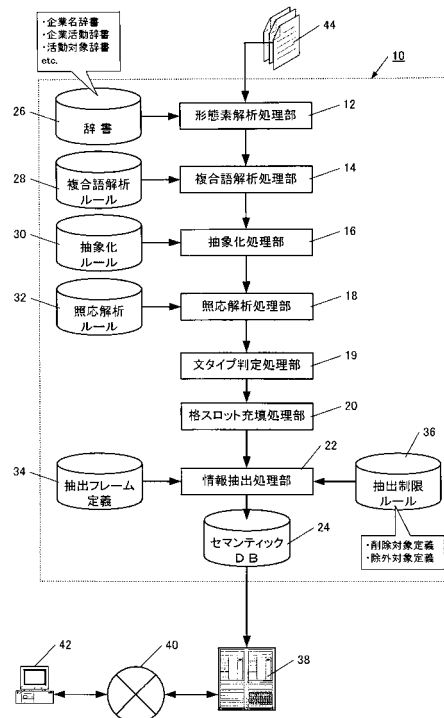 ・企業名辞書
・企業活動辞書
・活動対象辞書
etc.
44
10
26
辞 書
形態素解析処理部
12
28
複合語解析
ルール
複合語解析処理部
14
30
抽象化
ルール
抽象化処理部
16
32
照応解析
ルール
照応解析処理部
18
文タイプ判定処理部
19
格スロット充填処理部
20
36
34
抽出フレーム
定義
情報抽出処理部
22
抽出制限
ルール
セマンティック
DB
24
・削除対象定義
・除外対象定義
42
40
38